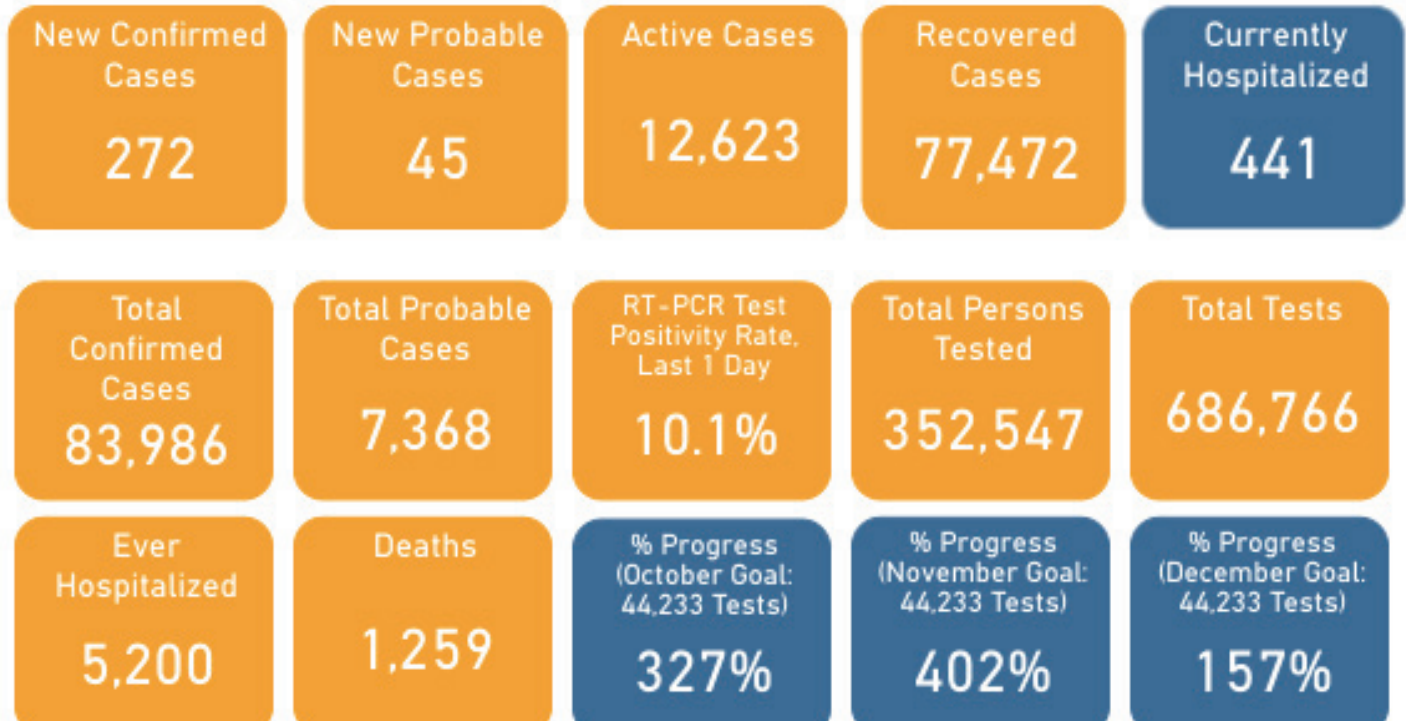 New Confirmed
Cases
272
New Probable
Cases
45
Active Cases
12,623
Recovered
Cases
77,472
Currently
Hospitalized
441
Total
Confirmed
Cases
83,986
Total Probable
Cases
7,368
RT-PCR Test
Positivity Rate,
Last 1 Day
10.1%
Total Persons
Tested
352,547
Total Tests
686,766
Ever
Hospitalized
5,200
Deaths
1,259
% Progress
(October Goal:
44,233 Tests)
327%
% Progress
(November Goal:
44,233 Tests)
402%
% Progress
(December Goal:
44,233 Tests)
157%